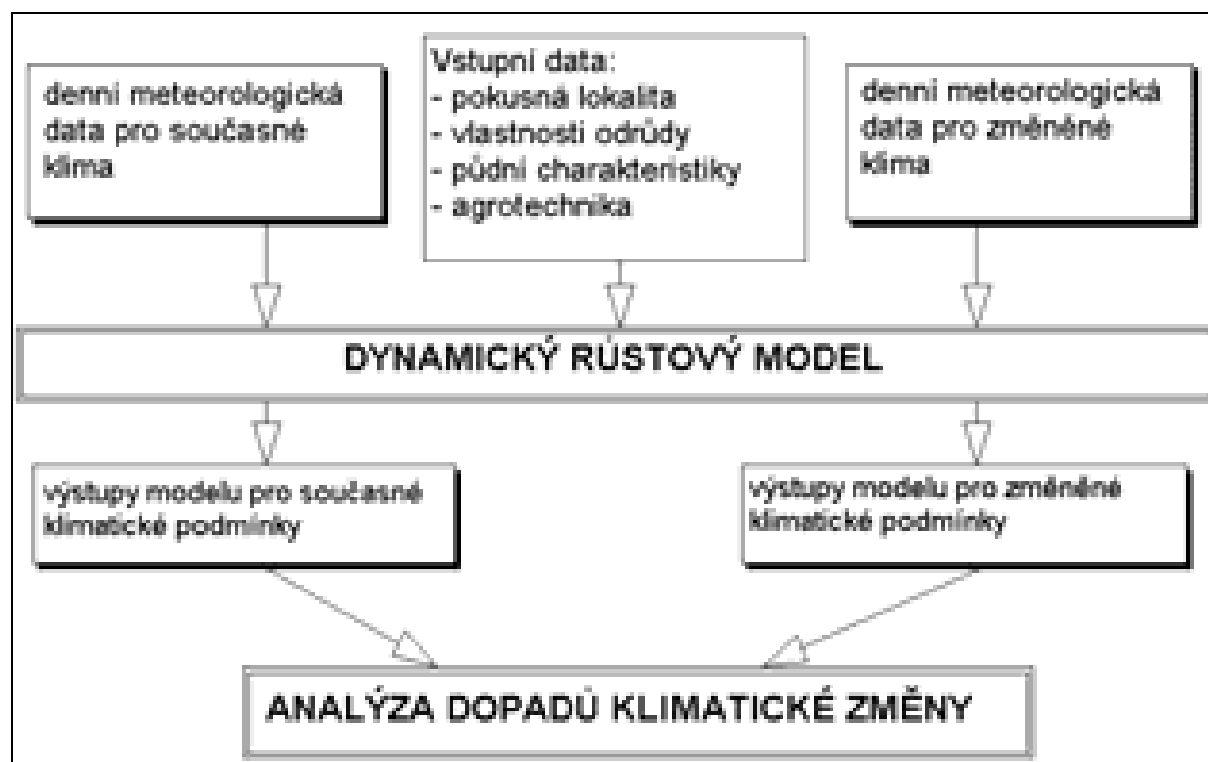 denní meteorologická
data pro současné
klima
Vstupní data:
- pokusná lokalita
- vlastnosti odrůdy
- půdní charakteristiky
- agrotechnika
denní meteorologická
data pro změněné
klima
DYNAMICKÝ RŮSTOVÝ MODEL
výstupy modelu pro současné
klimatické podmínky
výstupy modelu pro změněné
klimatické podmínky
ANALÝZA DOPADŮ KLIMATICKÉ ZMĚNY